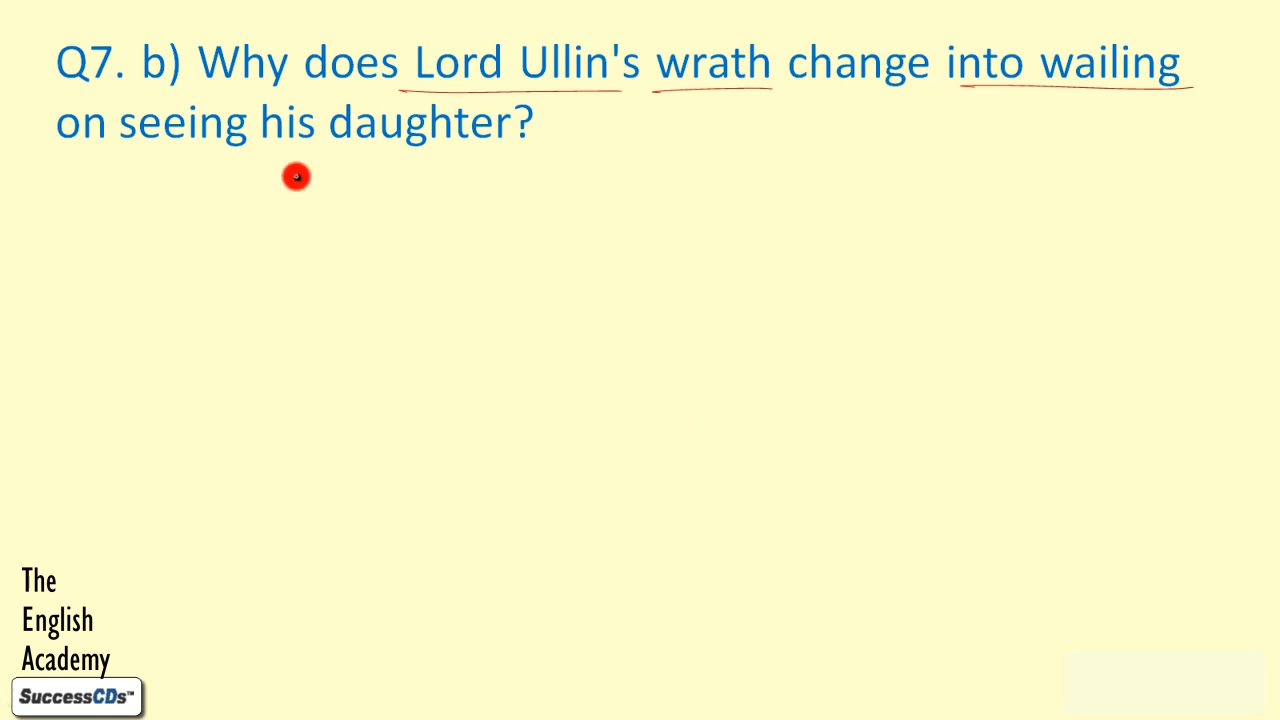 Q7. b) Why does Lord Ullin's wrath change into wailing
on seeing his daughter?
The
English
Academy
SuccessCDs™